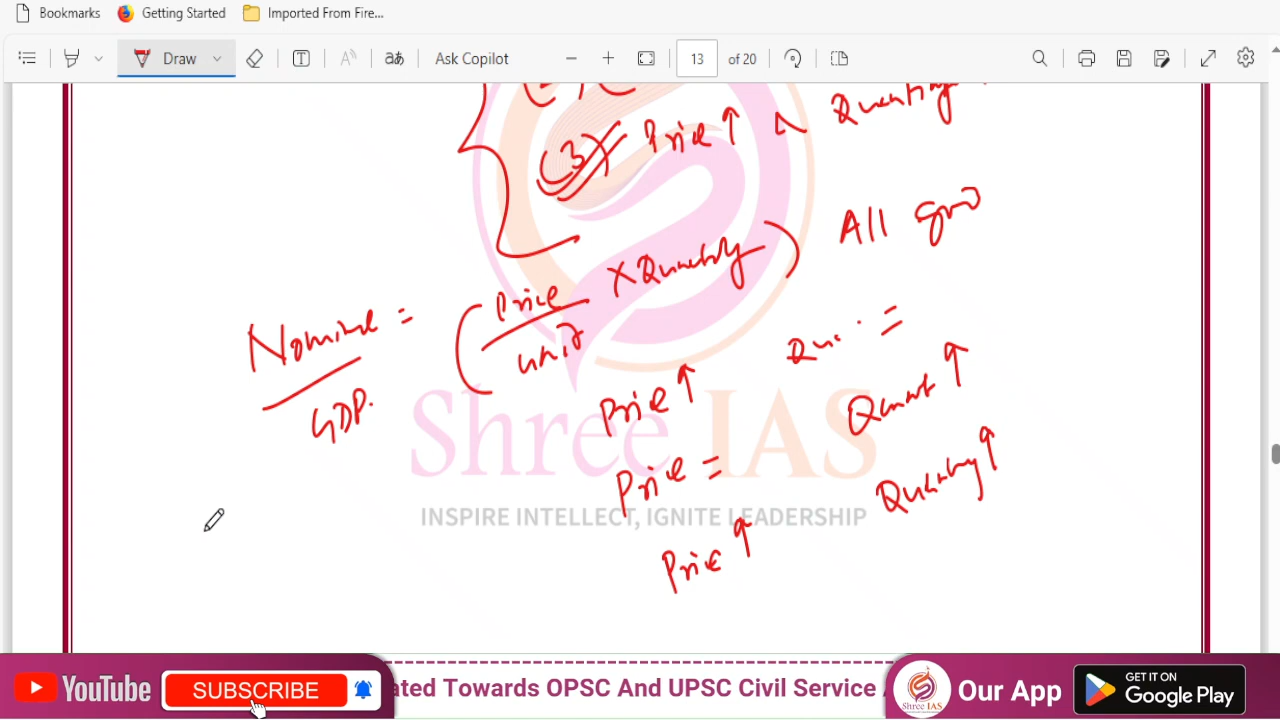 Bookmarks Getting Started Imported From Fire...
Draw aあ Ask Copilot 13 of 20
(3) Price ↑ Quantity
All
Nominal = (Price × Quantity)
GDP. unit
Price ↑ =
Price = Quant ↑
Price ↑ Quantity ↑
Shree IAS
INSPIRE INTELLECT, IGNITE LEADERSHIP
YouTube SUBSCRIBE ated Towards OPSC And UPSC Civil Service Shree IAS Our App GET IT ON Google Play